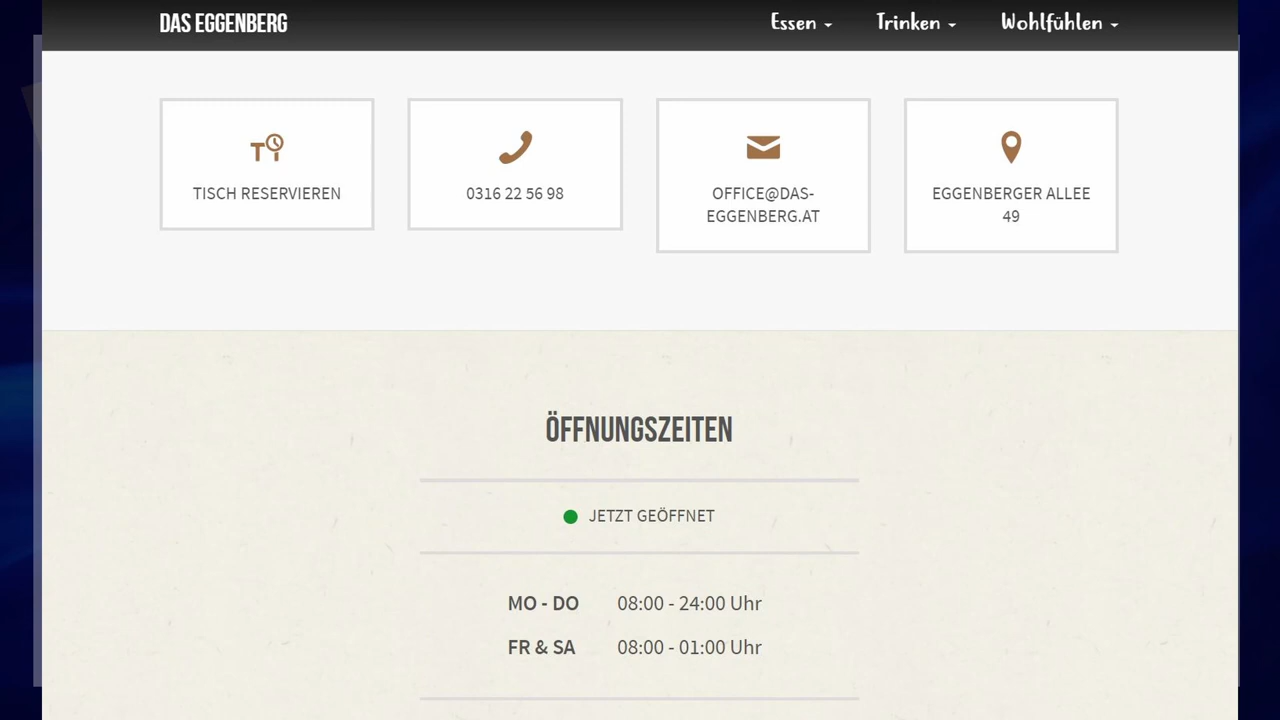 DAS EGGENBERG
Essen
Trinken
Wohlfühlen
TISCH RESERVIEREN
0316 22 56 98
OFFICE@DAS-
EGGENBERG.AT
EGGENBERGER ALLEE
49
ÖFFNUNGSZEITEN
JETZT GEÖFFNET
MO - DO 08:00 - 24:00 Uhr
FR & SA 08:00 - 01:00 Uhr